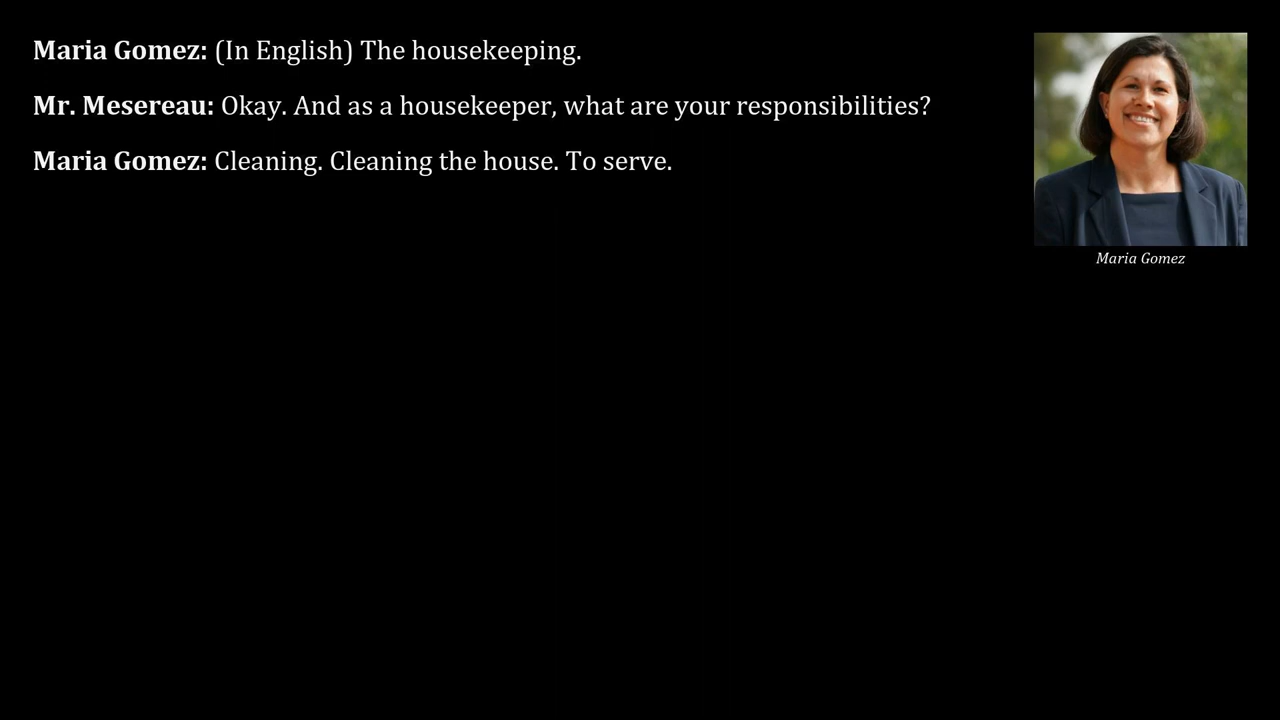 Maria Gomez: (In English) The housekeeping.
Mr. Mesereau: Okay. And as a housekeeper, what are your responsibilities?
Maria Gomez: Cleaning. Cleaning the house. To serve.
Maria Gomez